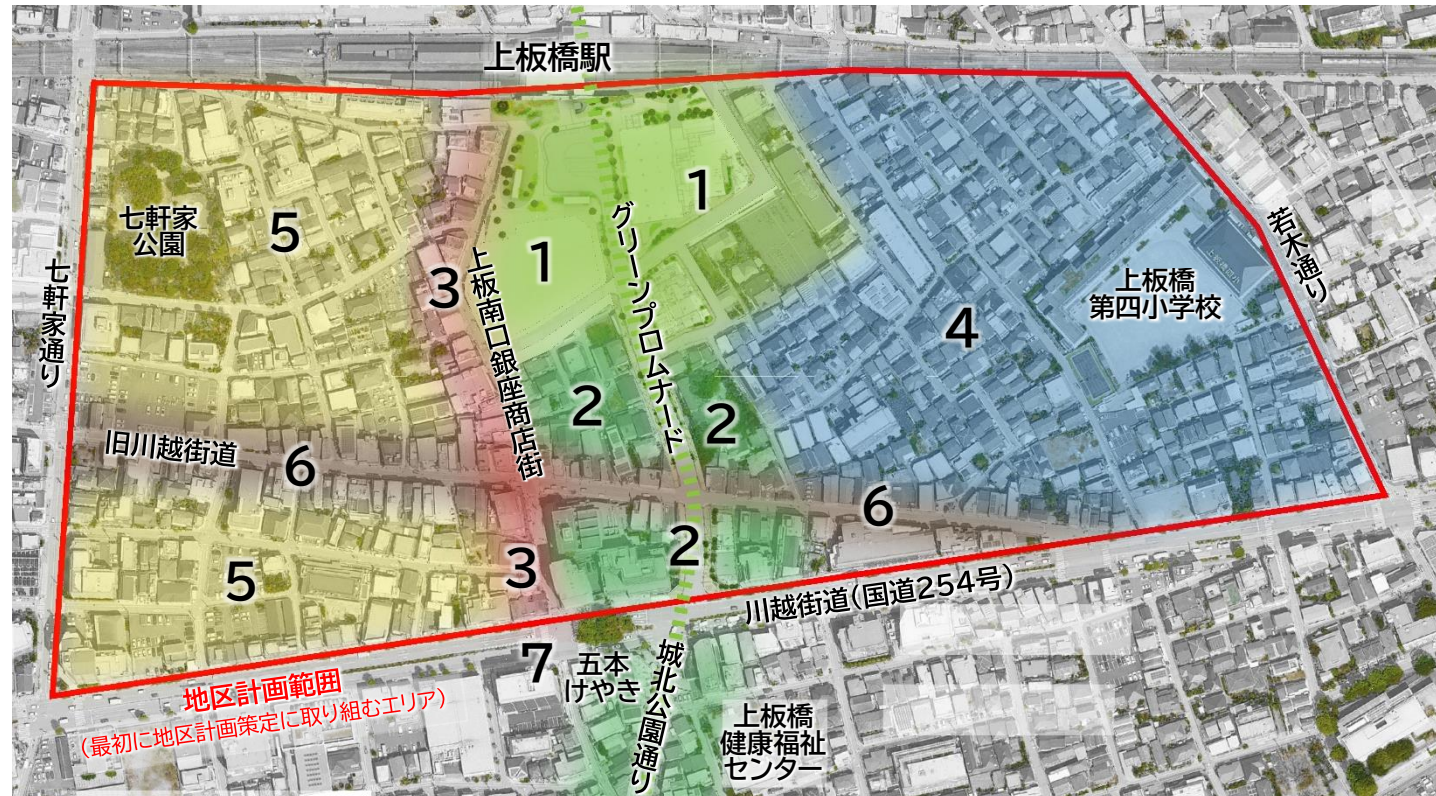 上板橋駅
七軒家
公園
5
3
1
1
上板南口銀座商店街
グリーンプロムナード
2
2
4
上板橋
第四小学校
若木通り
七軒家通り
旧川越街道
6
6
5
3
2
川越街道(国道254号)
地区計画範囲
(最初に地区計画策定に取り組むエリア)
7
五本
けやき
城北公園通り
上板橋
健康福祉
センター